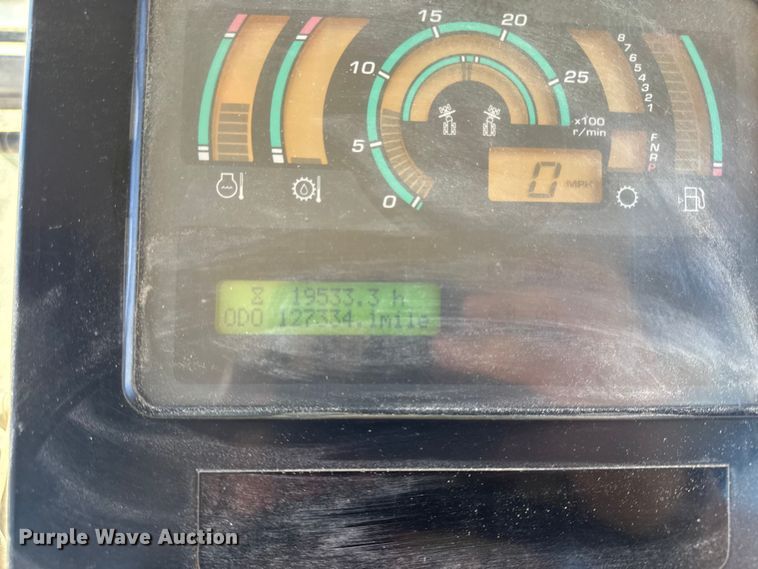 15 20
10 25
5
0
x100
r/min
8
7
6
5
4
3
2
1
F
N
R
P
0 MPH
19533.3 h
ODO 127334.1mile
Purple Wave Auction